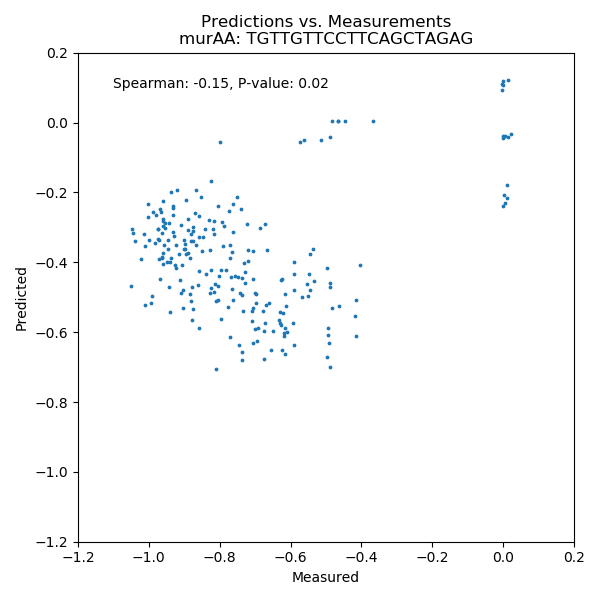 Predictions vs. Measurements
murAA: TGTTGTTCCTTCAGCTAGAG
Spearman: -0.15, P-value: 0.02
0.2
0.0
−0.2
−0.4
−0.6
−0.8
−1.0
−1.2
Predicted
−1.2 −1.0 −0.8 −0.6 −0.4 −0.2 0.0 0.2
Measured